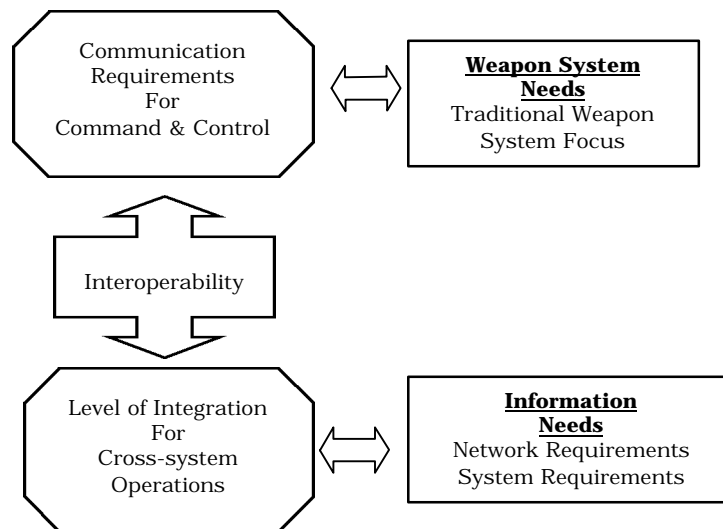 Communication
Requirements
For
Command & Control
Weapon System
Needs
Traditional Weapon
System Focus
Interoperability
Level of Integration
For
Cross-system
Operations
Information
Needs
Network Requirements
System Requirements